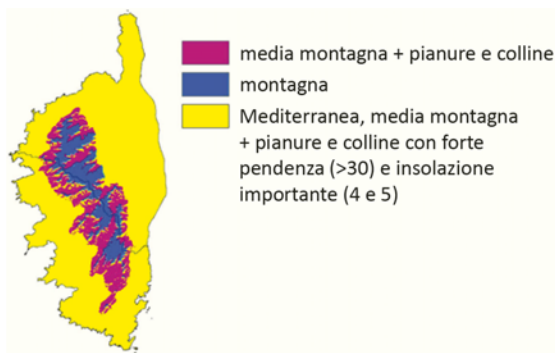 media montagna + pianure e colline
montagna
Mediterranea, media montagna
+ pianure e colline con forte
pendenza (>30) e insolazione
importante (4 e 5)